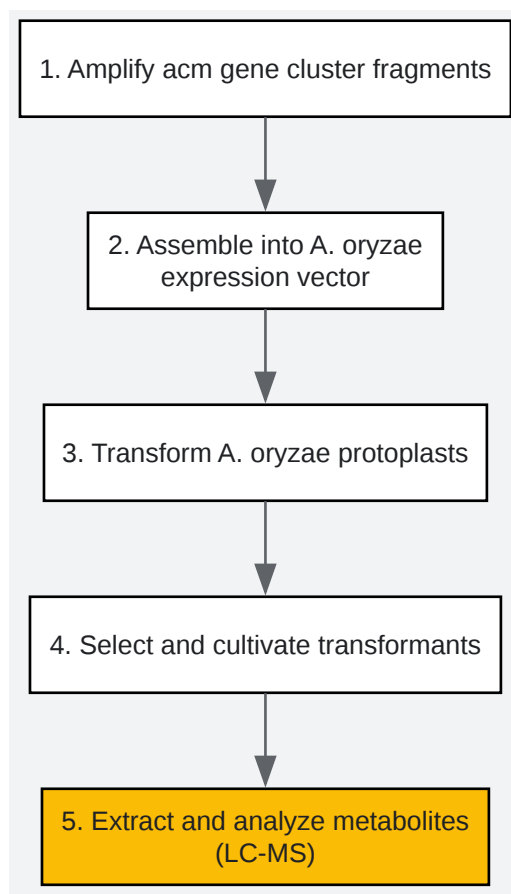 1. Amplify acm gene cluster fragments
2. Assemble into A. oryzae
expression vector
3. Transform A. oryzae protoplasts
4. Select and cultivate transformants
5. Extract and analyze metabolites
(LC-MS)